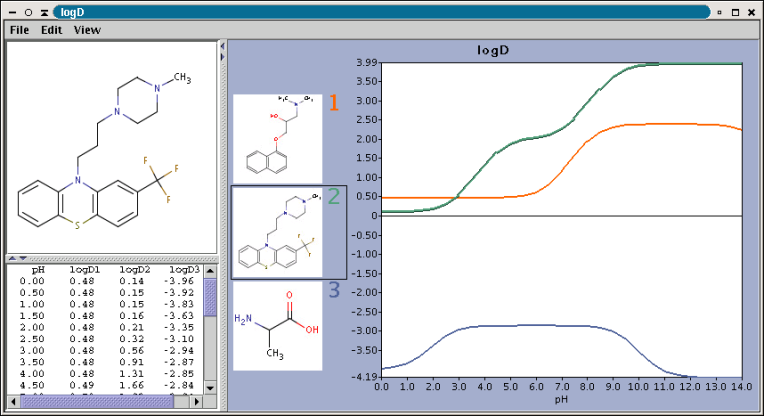 logD
File Edit View
N
CH₃
N
N
S
F
F
F
pH logD1 logD2 logD3
0.00 0.48 0.14 -3.96
0.50 0.48 0.15 -3.92
1.00 0.48 0.15 -3.83
1.50 0.48 0.16 -3.63
2.00 0.48 0.21 -3.35
2.50 0.48 0.32 -3.10
3.00 0.48 0.56 -2.94
3.50 0.48 0.91 -2.87
4.00 0.48 1.31 -2.85
4.50 0.49 1.66 -2.84
1
H₃C
CH₃
N
HO
O
2
CH₃
N
N
N
S
F
F
F
3
O
H₂N
OH
CH₃
logD
3.99
3.50
3.00
2.50
2.00
1.50
1.00
0.50
0
-0.50
-1.00
-1.50
-2.00
-2.50
-3.00
-3.50
-4.19
0.0 1.0 2.0 3.0 4.0 5.0 6.0 7.0 8.0 9.0 10.0 11.0 12.0 13.0 14.0
pH